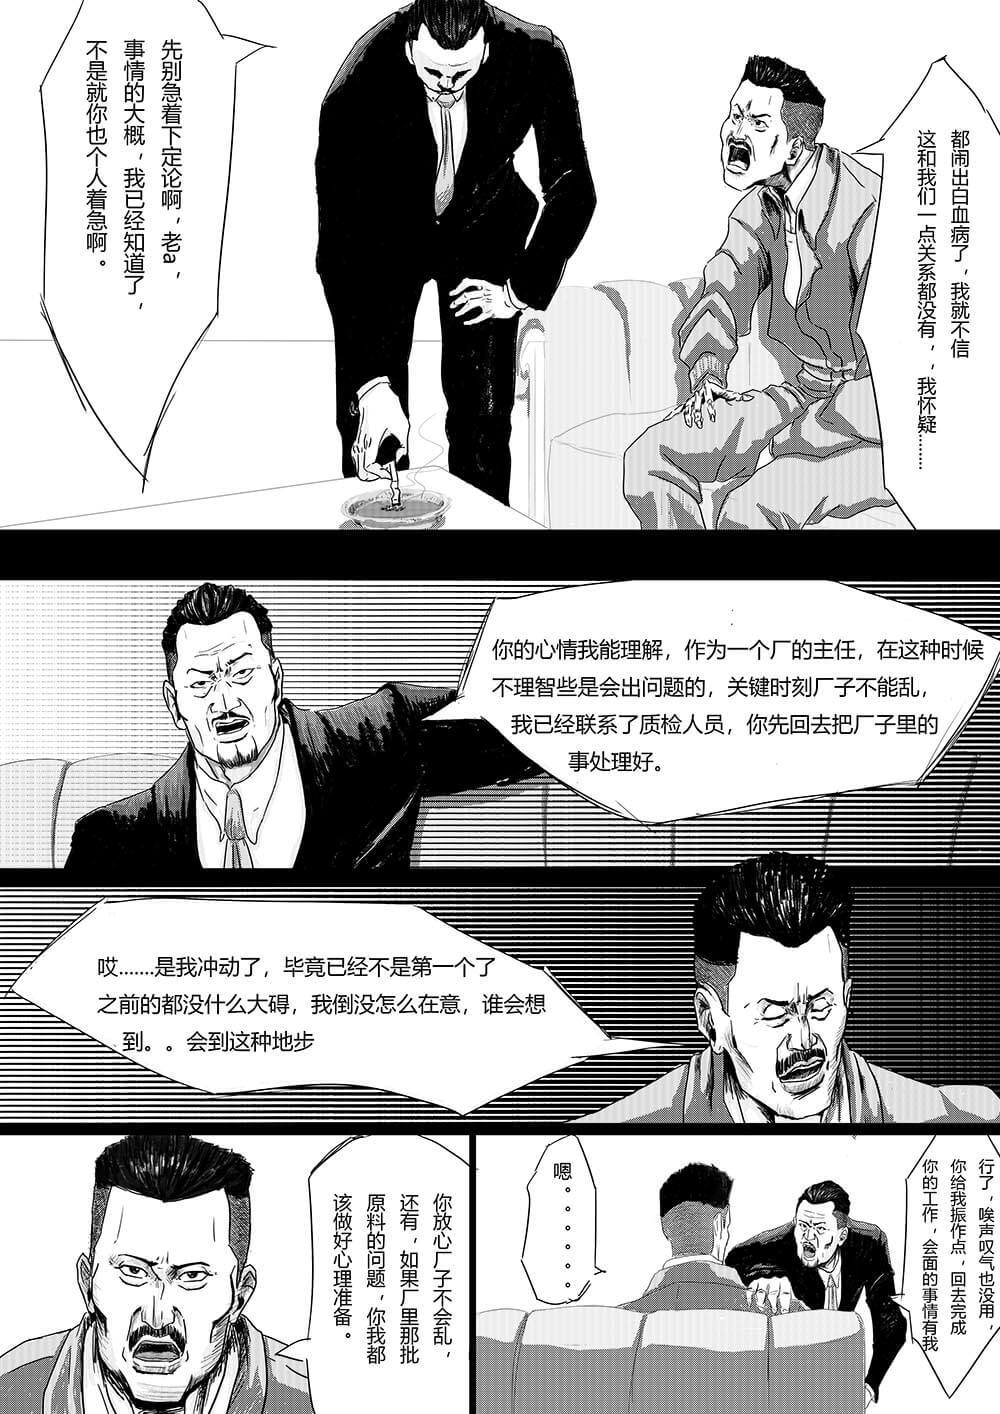 都闹出白血病了，我就不信
这和我们一点关系都没有，，我怀疑.......
先别急着下定论啊，老a，
事情的大概，我已经知道了，
不是就你也个人着急啊。
你的心情我能理解，作为一个厂的主任，在这种时候
不理智些是会出问题的，关键时刻厂子不能乱，
我已经联系了质检人员，你先回去把厂子里的
事处理好。
哎.......是我冲动了，毕竟已经不是第一个了
之前的都没什么大碍，我倒没怎么在意，谁会想
到。。会到这种地步
行了，唉声叹气也没用，
你给我振作点，回去完成
你的工作，会面的事情有我
嗯。。。。。。
你放心厂子不会乱，
还有，如果厂里那批
原料的问题，你我都
该做好心理准备。